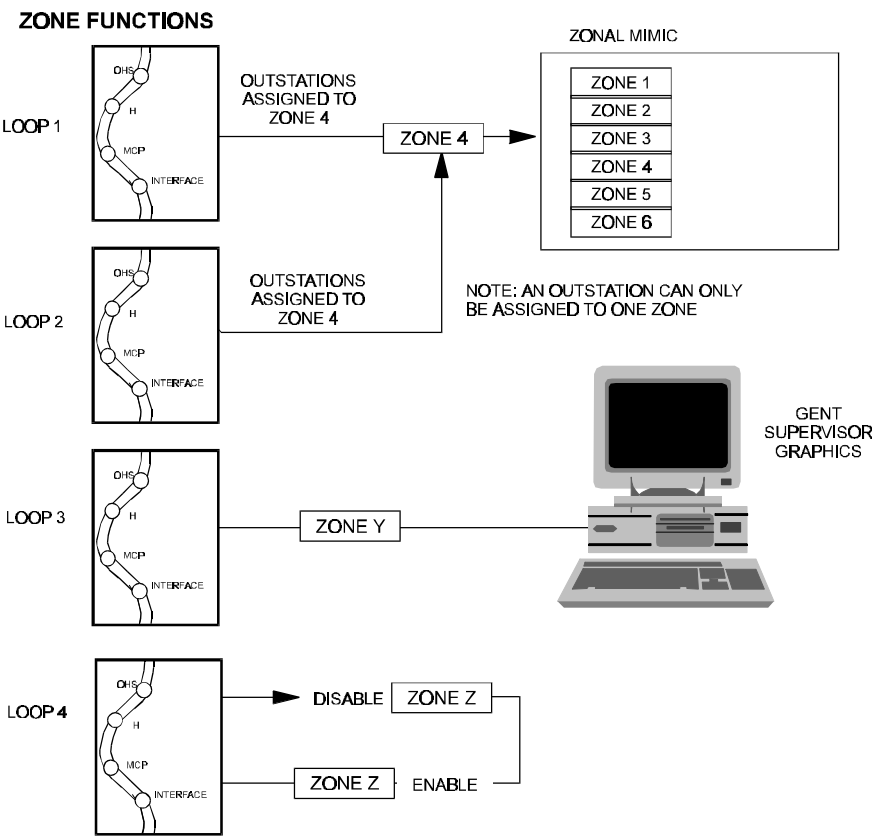 ZONE FUNCTIONS
ZONAL MIMIC
LOOP 1
OHS
H
MCP
INTERFACE
OUTSTATIONS
ASSIGNED TO
ZONE 4
ZONE 4
ZONE 1
ZONE 2
ZONE 3
ZONE 4
ZONE 5
ZONE 6
LOOP 2
OHS
H
MCP
INTERFACE
OUTSTATIONS
ASSIGNED TO
ZONE 4
NOTE: AN OUTSTATION CAN ONLY
BE ASSIGNED TO ONE ZONE
LOOP 3
OHS
H
MCP
INTERFACE
ZONE Y
GENT
SUPERVISOR
GRAPHICS
LOOP 4
OHS
H
MCP
INTERFACE
DISABLE
ZONE Z
ZONE Z
ENABLE